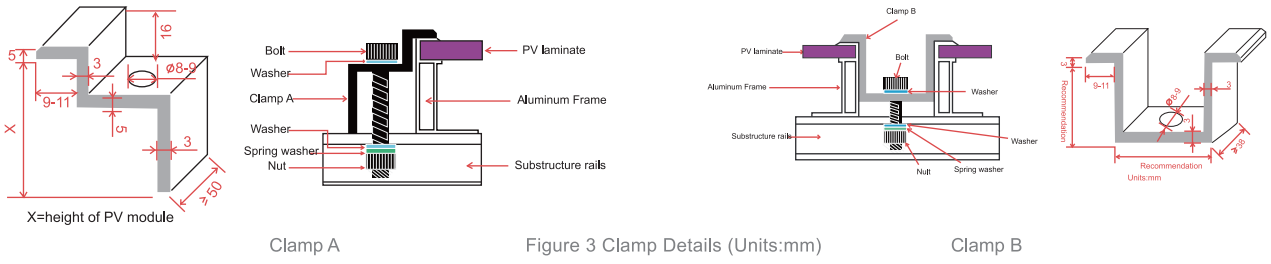 16
5
3
ø8-9
9-11
5
X
3
⩾50
X=height of PV module
Bolt
Washer
Clamp A
Washer
Spring washer
Nut
PV laminate
Aluminum Frame
Substructure rails
Clamp B
PV laminate
Bolt
Aluminum Frame
Washer
Substructure rails
Washer
Spring washer
Nult
3
9-11
ø8-9
3
3
Recommendation
⩾38
Recommendation
Units:mm
Clamp A
Figure 3 Clamp Details (Units:mm)
Clamp B